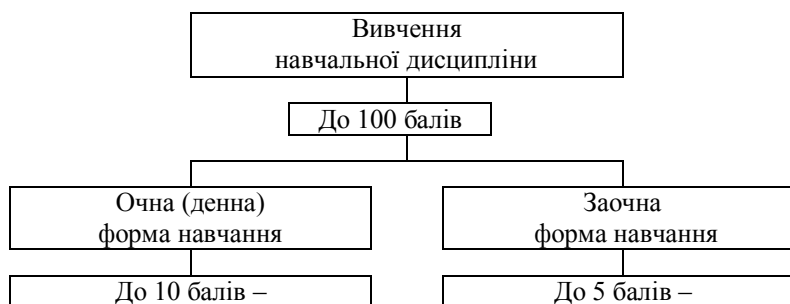 Вивчення
навчальної дисципліни
До 100 балів
Очна (денна)
форма навчання
Заочна
форма навчання
До 10 балів –
До 5 балів –